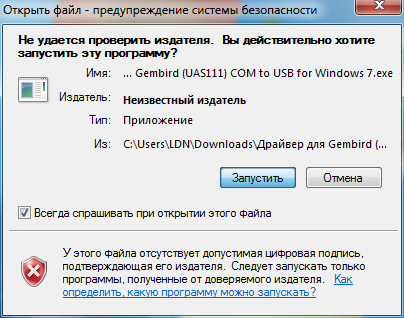 Открыть файл - предупреждение системы безопасности
Не удается проверить издателя. Вы действительно хотите
запустить эту программу?
Имя: ... Gembird (UAS111) COM to USB for Windows 7.exe
Издатель: Неизвестный издатель
Тип: Приложение
Из: C:\Users\LDN\Downloads\Драйвер для Gembird (...
Запустить Отмена
Всегда спрашивать при открытии этого файла
У этого файла отсутствует допустимая цифровая подпись,
подтверждающая его издателя. Следует запускать только
программы, полученные от доверяемого издателя. Как
определить, какую программу можно запускать?